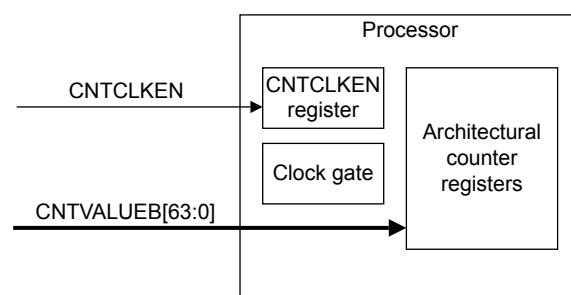 Processor
CNTCLKEN
CNTCLKEN
register
Architectural
counter
registers
Clock gate
CNTVALUEB[63:0]